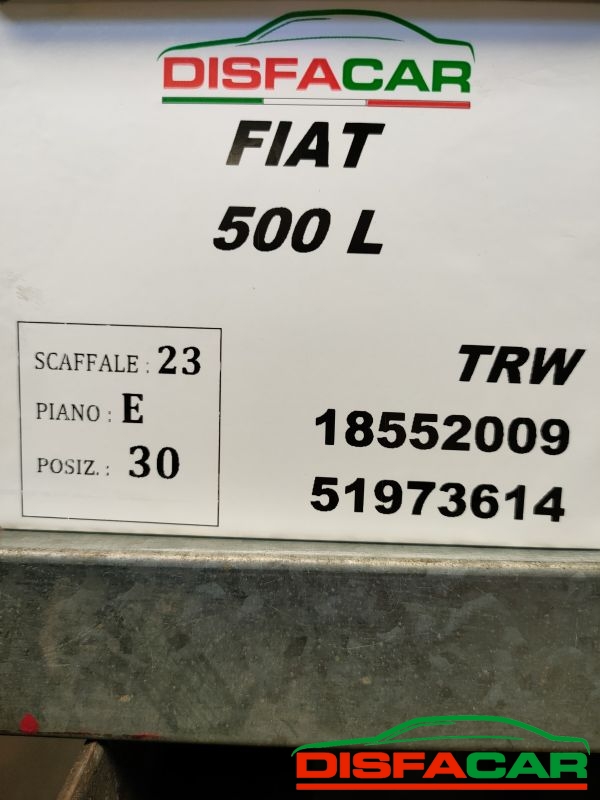 DISFACAR
FIAT
500 L
SCAFFALE : 23
PIANO : E
POSIZ. : 30
TRW
18552009
51973614
DISFACAR